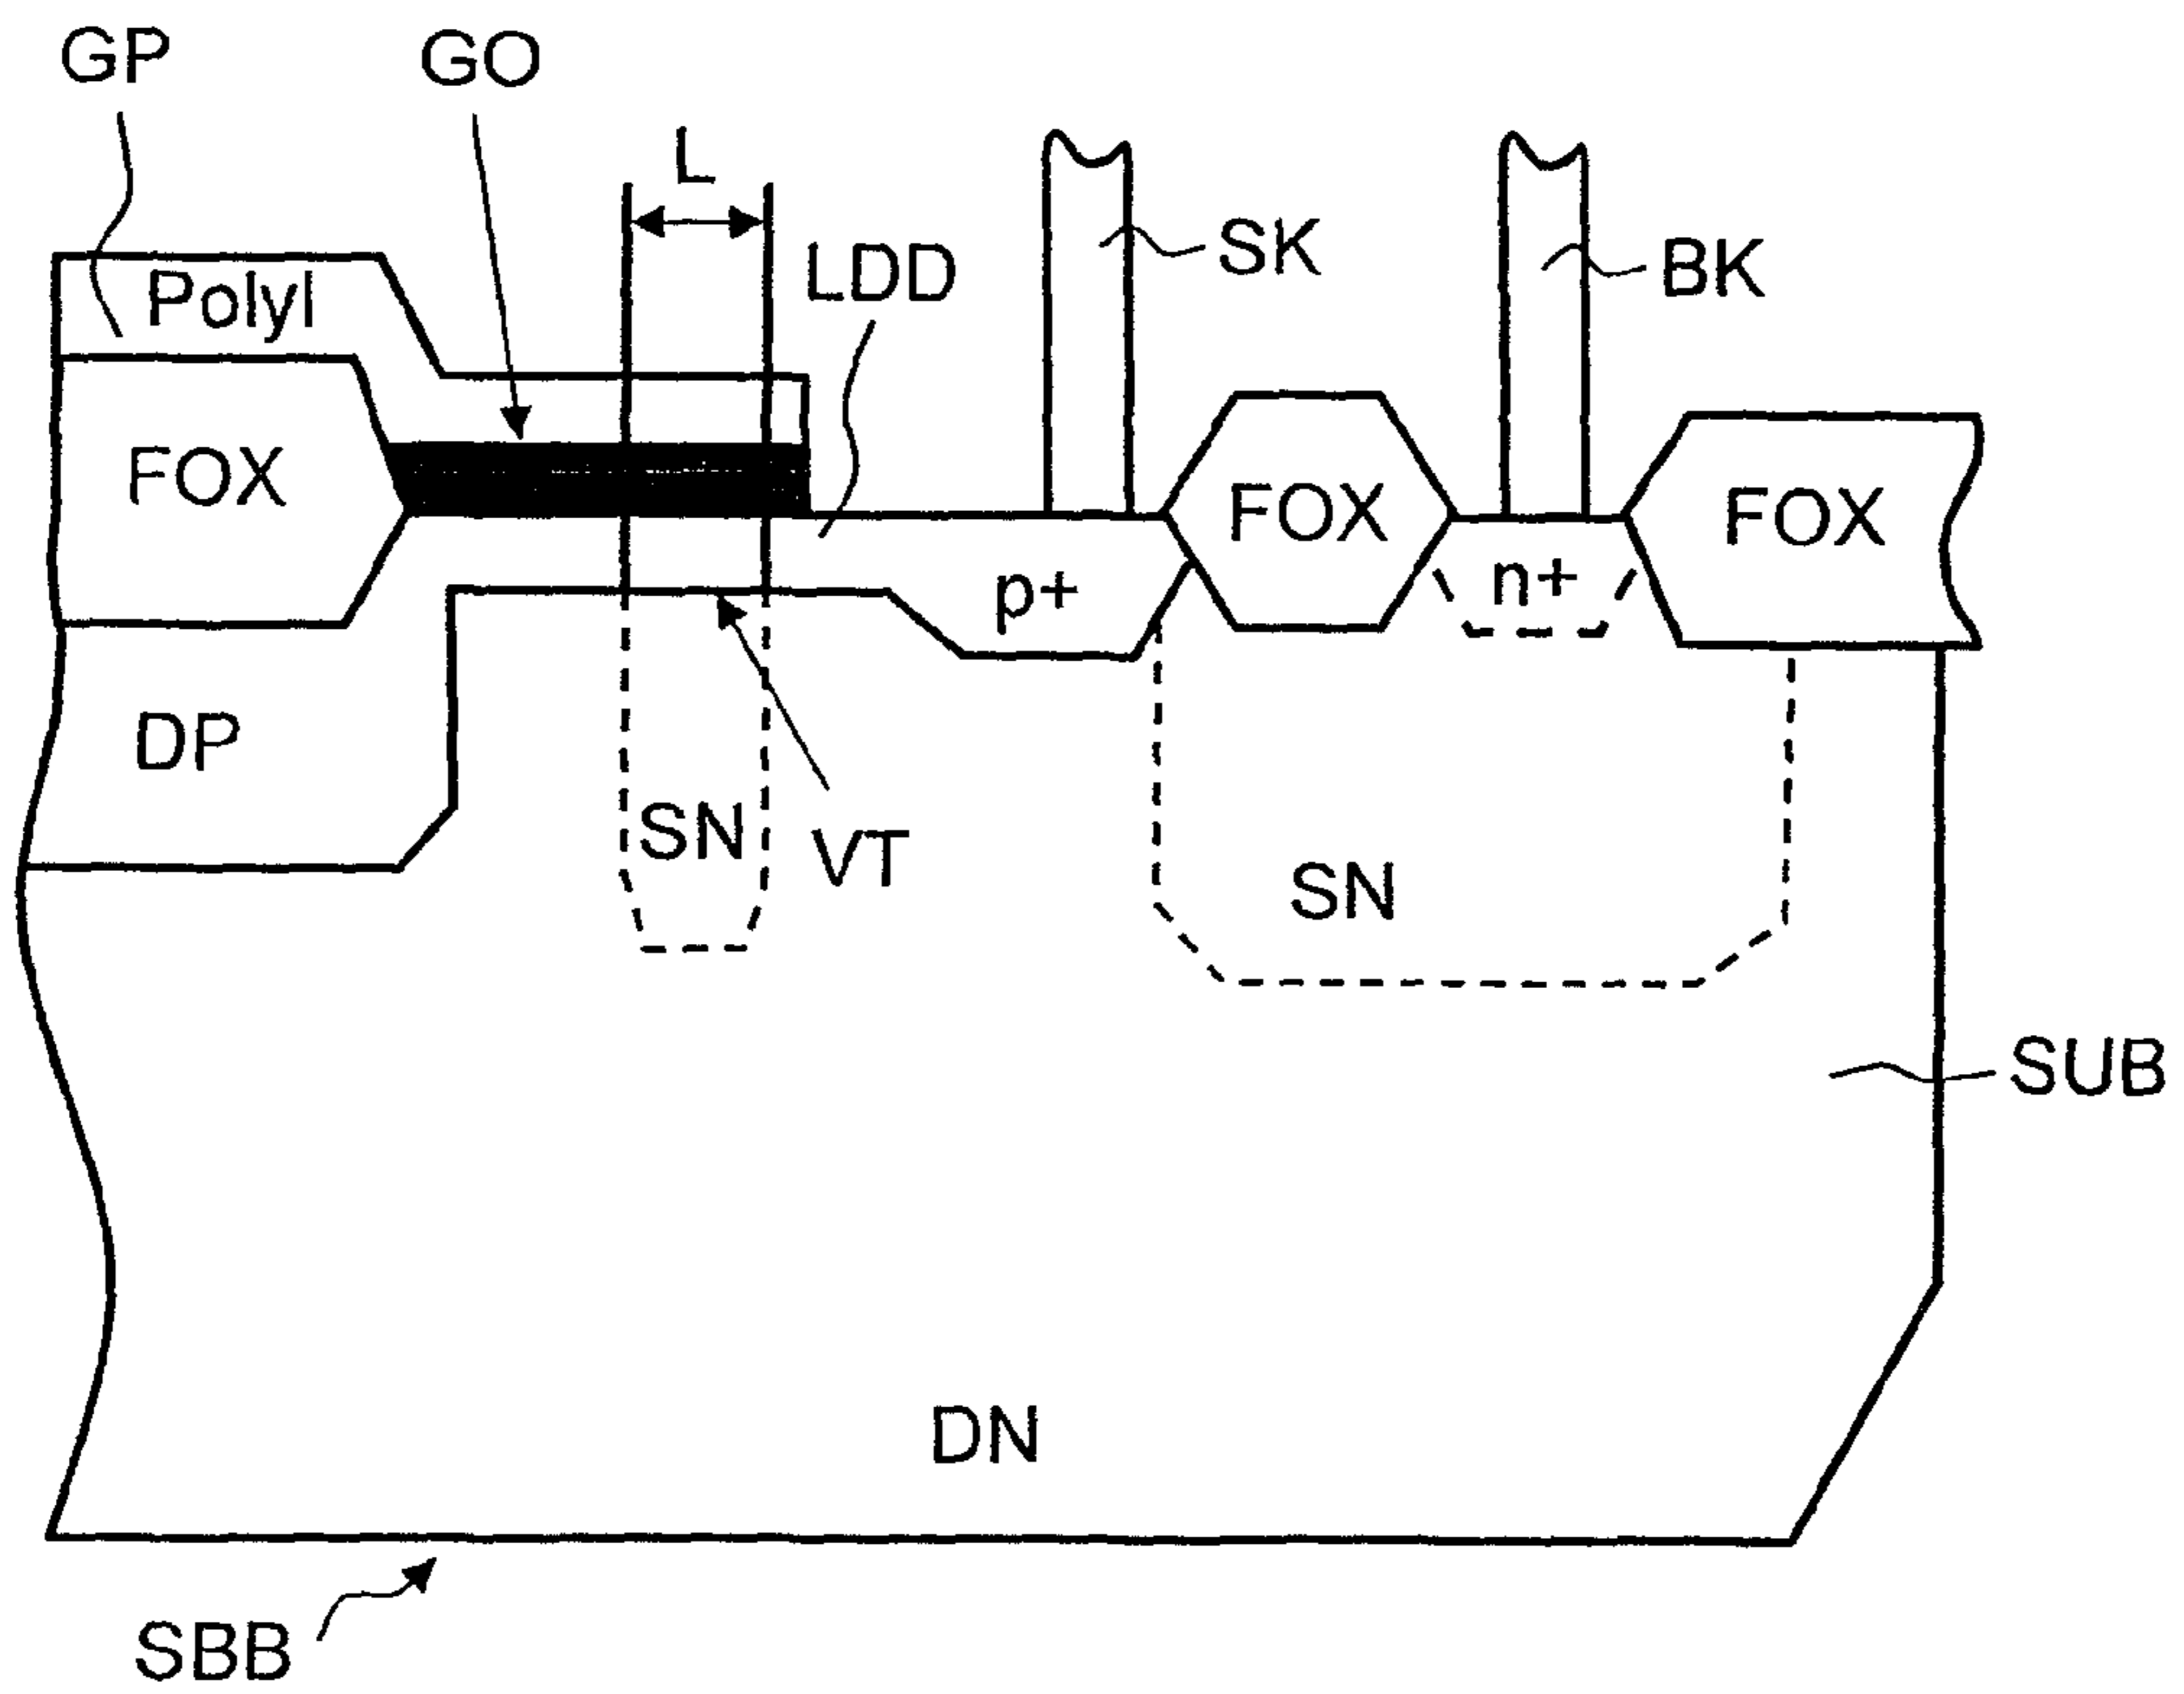 GP
GO
L
SK
LDD
BK
Polyl
FOX
FOX
FOX
p+
n+
DP
SN
VT
SN
SUB
DN
SBB